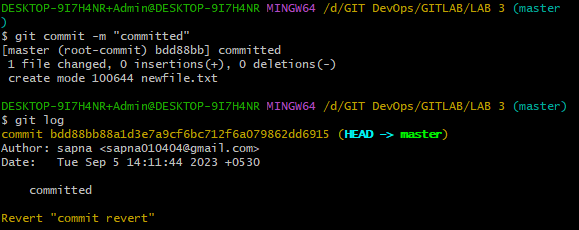 DESKTOP-9I7H4NR+Admin@DESKTOP-9I7H4NR MINGW64 /d/GIT DevOps/GITLAB/LAB 3 (master
)
$ git commit -m "committed"
[master (root-commit) bdd88bb] committed
 1 file changed, 0 insertions(+), 0 deletions(-)
 create mode 100644 newfile.txt
DESKTOP-9I7H4NR+Admin@DESKTOP-9I7H4NR MINGW64 /d/GIT DevOps/GITLAB/LAB 3 (master)
$ git log
commit bdd88bb88a1d3e7a9cf6bc712f6a079862dd6915 (HEAD -> master)
Author: sapna <sapna010404@gmail.com>
Date:   Tue Sep 5 14:11:44 2023 +0530
    committed
Revert "commit revert"